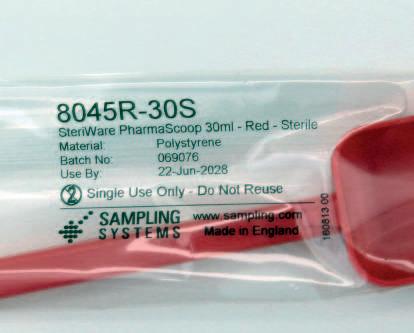 8045R-30S
SteriWare PharmaScoop 30ml - Red - Sterile
Material: Polystyrene
Batch No: 069076
Use By: 22-Jun-2028
2 Single Use Only - Do Not Reuse
SAMPLING SYSTEMS
www.sampling.com
Made in England
160813 00